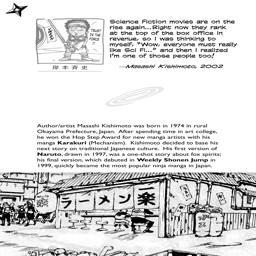 Science Fiction movies are on the
rise again...Right now they rank
at the top of the box office in
revenue, so I was thinking to
myself, "Wow, everyone must really
like Sci Fi..." and then I realized
I'm one of those people too!
—Masashi Kishimoto, 2002
岸本斉史
Author/artist Masashi Kishimoto was born in 1974 in rural
Okayama Prefecture, Japan. After spending time in art college,
he won the Hop Step Award for new manga artists with his
manga Karakuri (Mechanism). Kishimoto decided to base his
next story on traditional Japanese culture. His first version of
Naruto, drawn in 1997, was a one-shot story about fox spirits;
his final version, which debuted in Weekly Shonen Jump in
1999, quickly became the most popular ninja manga in Japan.
ラーメン 楽